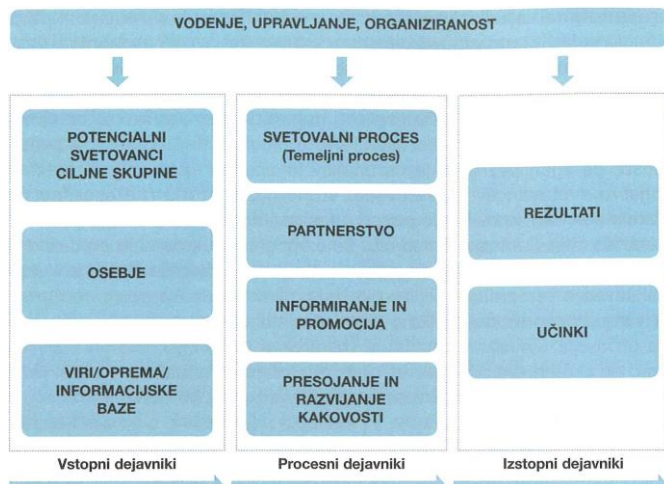 VODENJE, UPRAVLJANJE, ORGANIZIRANOST
POTENCIALNI
SVETOVANCI
CILJNE SKUPINE
OSEBJE
VIRI/OPREMA/
INFORMACIJSKE
BAZE
Vstopni dejavniki
SVETOVALNI PROCES
(Temeljni proces)
PARTNERSTVO
INFORMIRANJE IN
PROMOCIJA
PRESOJANJE IN
RAZVIJANJE
KAKOVOSTI
Procesni dejavniki
REZULTATI
UČINKI
Izstopni dejavniki